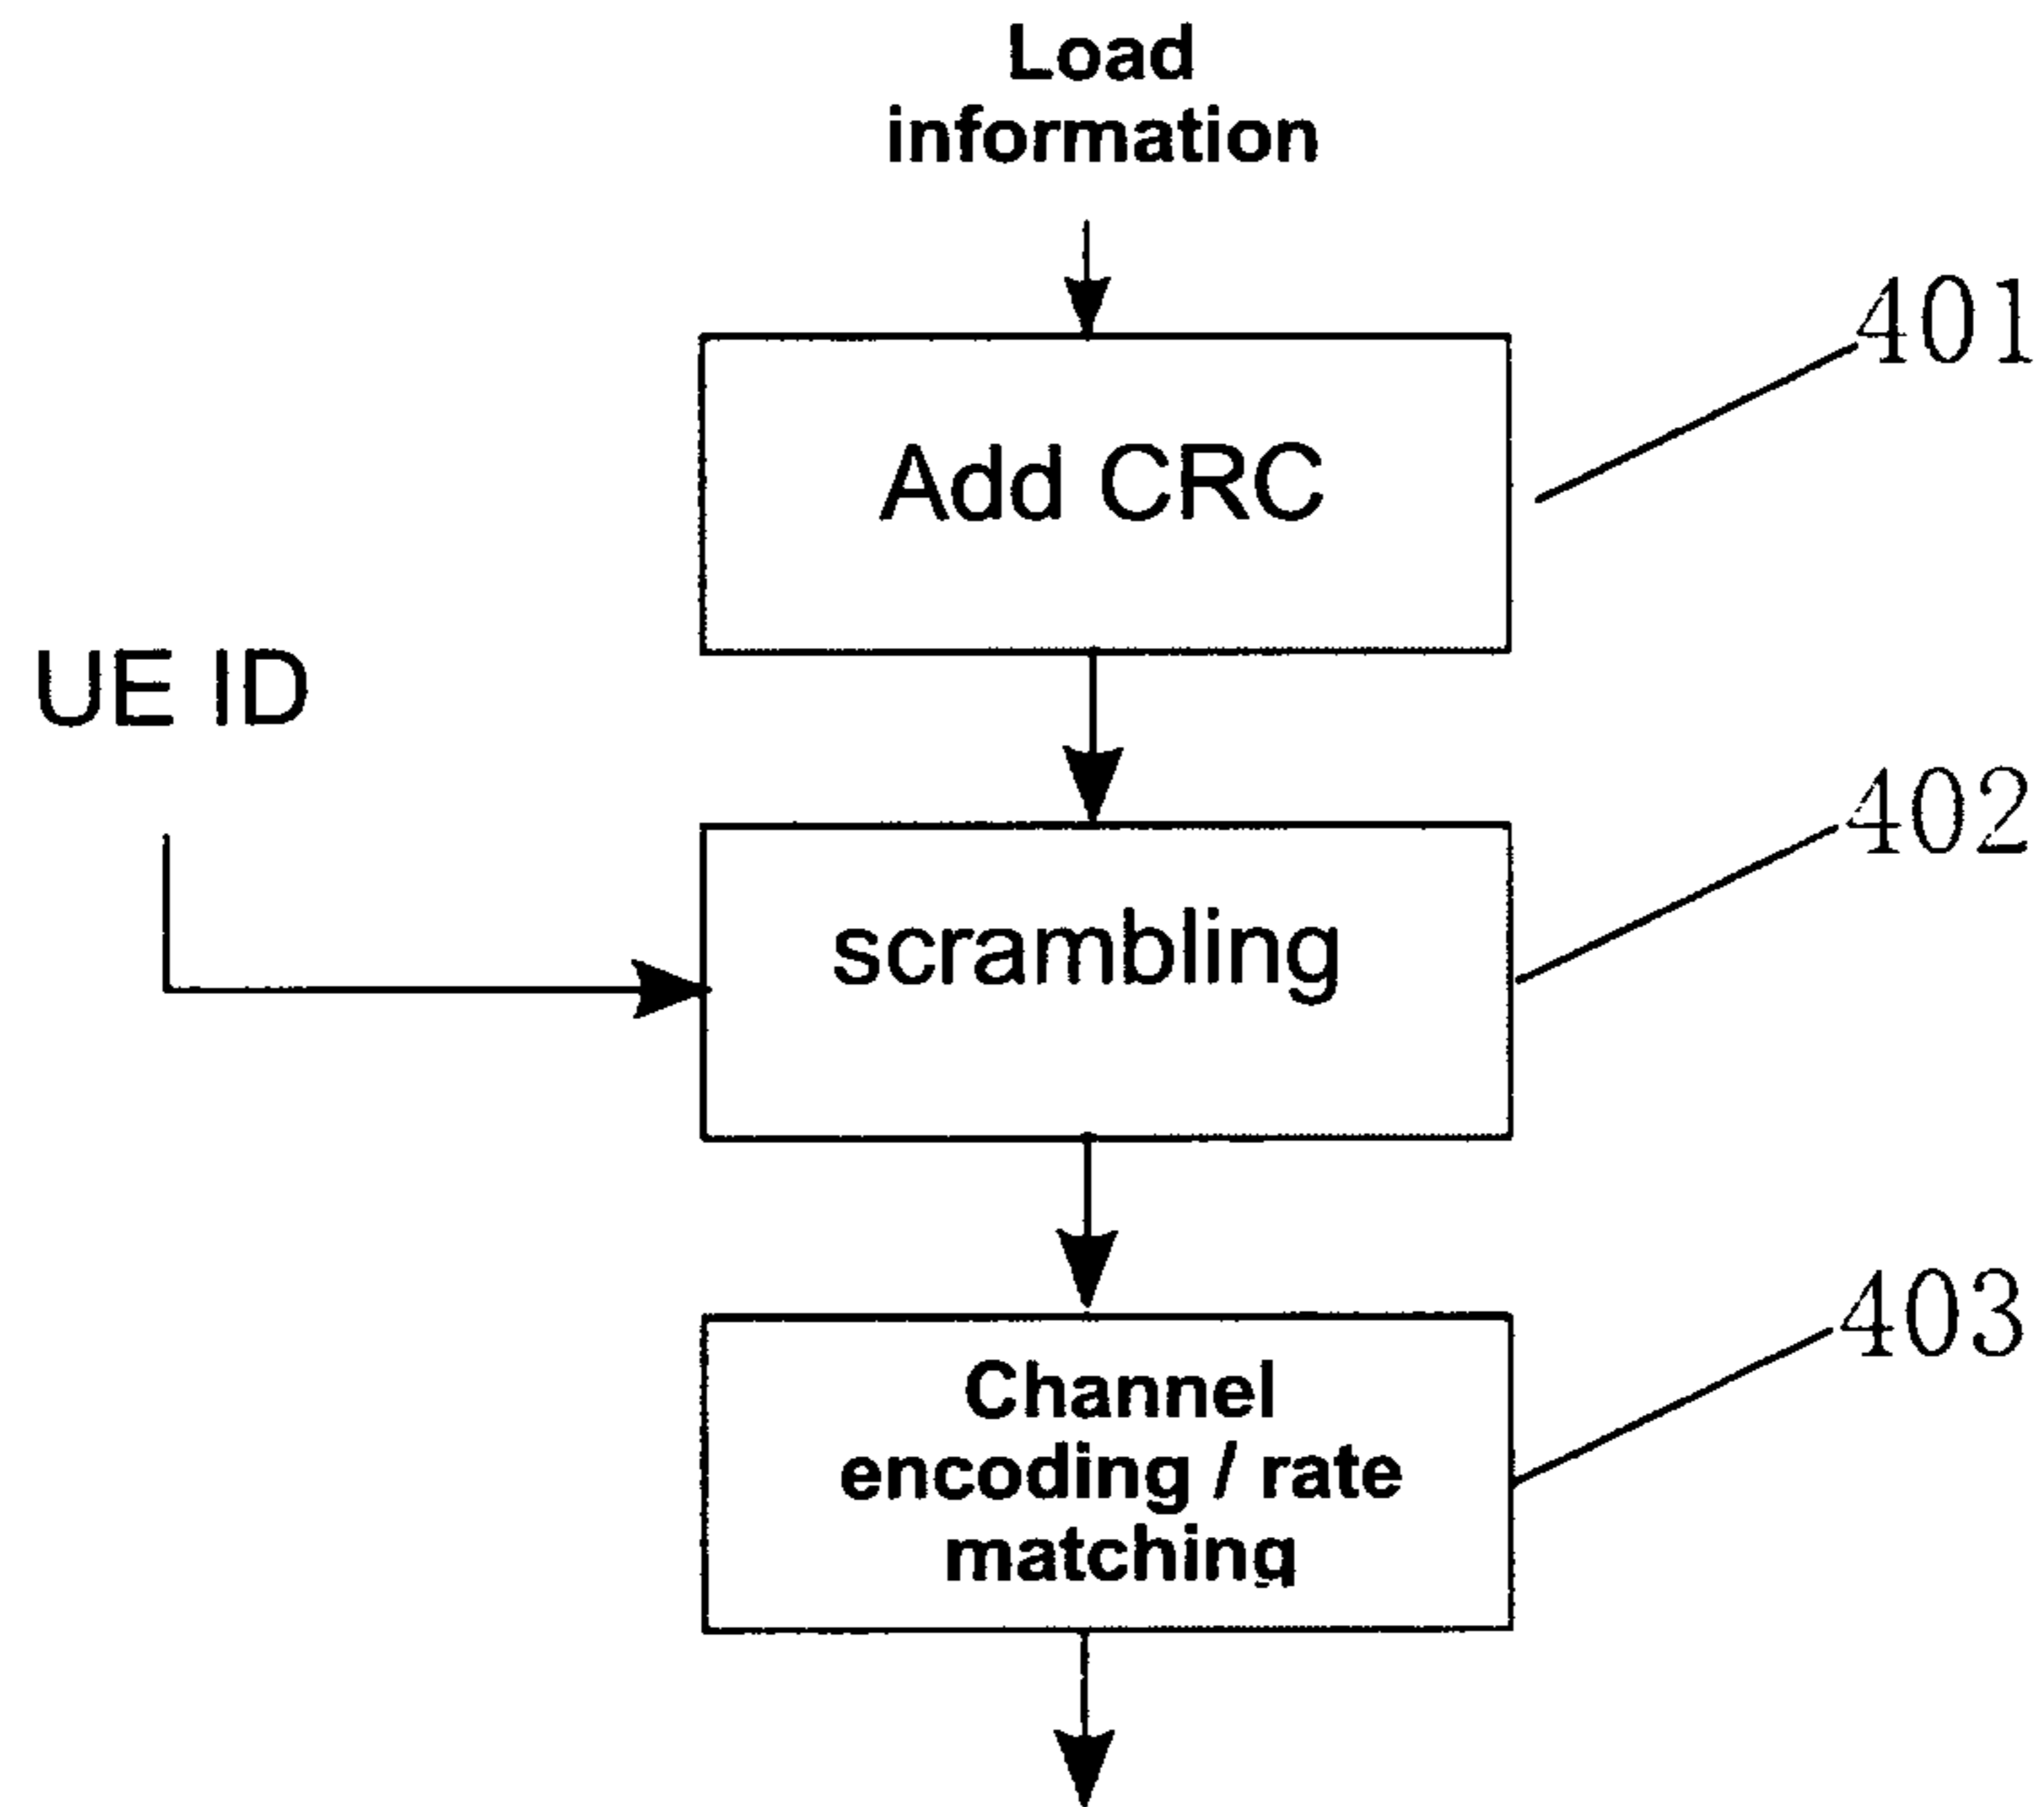 Load
information
401
Add CRC
UE ID
402
scrambling
403
Channel
encoding / rate
matching